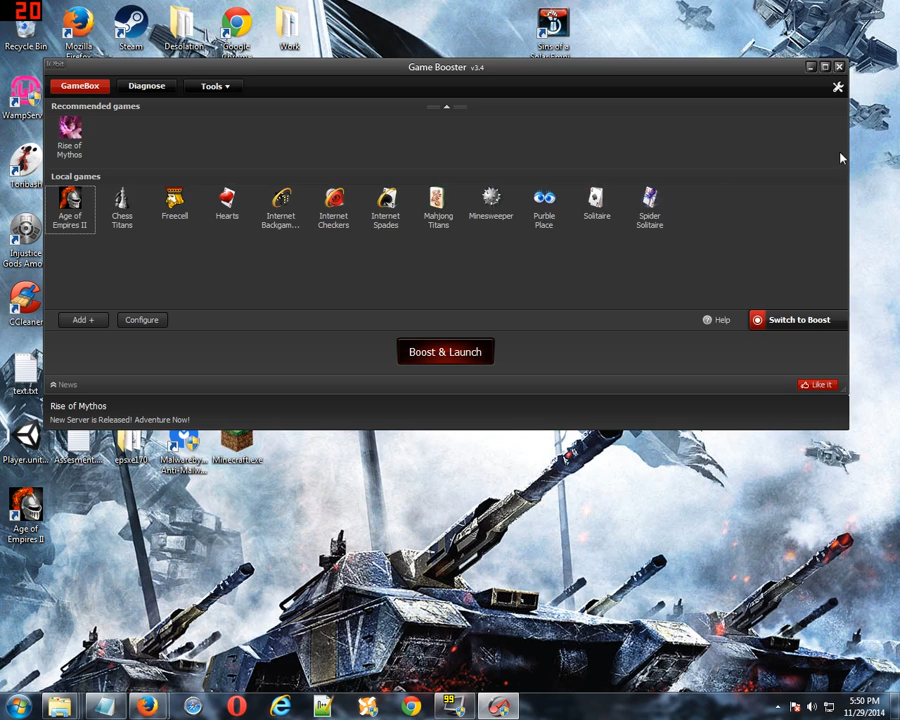 20
Recycle Bin
Mozilla
Firefox
Steam
Desolation
Google
Work
Sins of a
IObit
Game Booster v3.4
GameBox
Diagnose
Tools
Recommended games
Rise of
Mythos
Local games
Age of
Empires II
Chess
Titans
Freecell
Hearts
Internet
Backgam...
Internet
Checkers
Internet
Spades
Mahjong
Titans
Minesweeper
Purble
Place
Solitaire
Spider
Solitaire
Add +
Configure
Help
Switch to Boost
Boost & Launch
News
Like it
Rise of Mythos
New Server is Released! Adventure Now!
WampServ
Injustice
Gods Amo
CCleaner
text.txt
Player.unit...
Assesment...
epsxe170
Malwareby...
Anti-Malw...
Minecraft.exe
Age of
Empires II
99
5:50 PM
11/29/2014